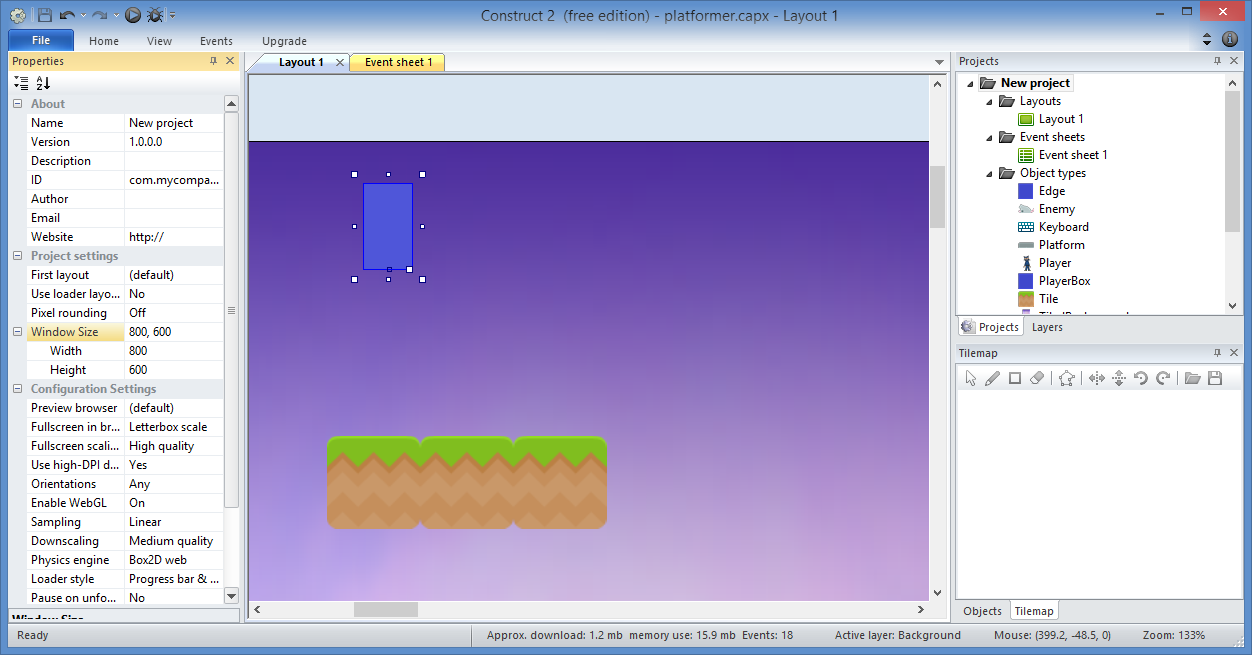 Construct 2 (free edition) - platformer.capx - Layout 1
File Home View Events Upgrade
Properties
About
Name New project
Version 1.0.0.0
Description
ID com.mycompa...
Author
Email
Website http://
Project settings
First layout (default)
Use loader layo... No
Pixel rounding Off
Window Size 800, 600
Width 800
Height 600
Configuration Settings
Preview browser (default)
Fullscreen in br... Letterbox scale
Fullscreen scali... High quality
Use high-DPI d... Yes
Orientations Any
Enable WebGL On
Sampling Linear
Downscaling Medium quality
Physics engine Box2D web
Loader style Progress bar & ...
Pause on unfo... No
Window Size
Layout 1 Event sheet 1
Projects
New project
Layouts
Layout 1
Event sheets
Event sheet 1
Object types
Edge
Enemy
Keyboard
Platform
Player
PlayerBox
Tile
Projects Layers
Tilemap
Objects Tilemap
Ready Approx. download: 1.2 mb memory use: 15.9 mb Events: 18 Active layer: Background Mouse: (399.2, -48.5, 0) Zoom: 133%